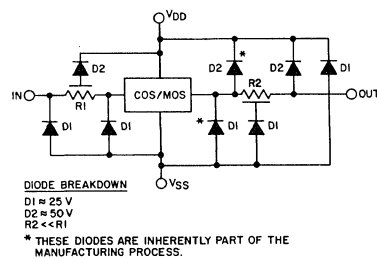 VDD
D2
D2 * D2 D1
R2
IN R1 COS/MOS OUT
D1 D1 * D1 D1
VSS
DIODE BREAKDOWN
D1 ≈ 25 V
D2 ≈ 50 V
R2 << R1
* THESE DIODES ARE INHERENTLY PART OF THE
MANUFACTURING PROCESS.